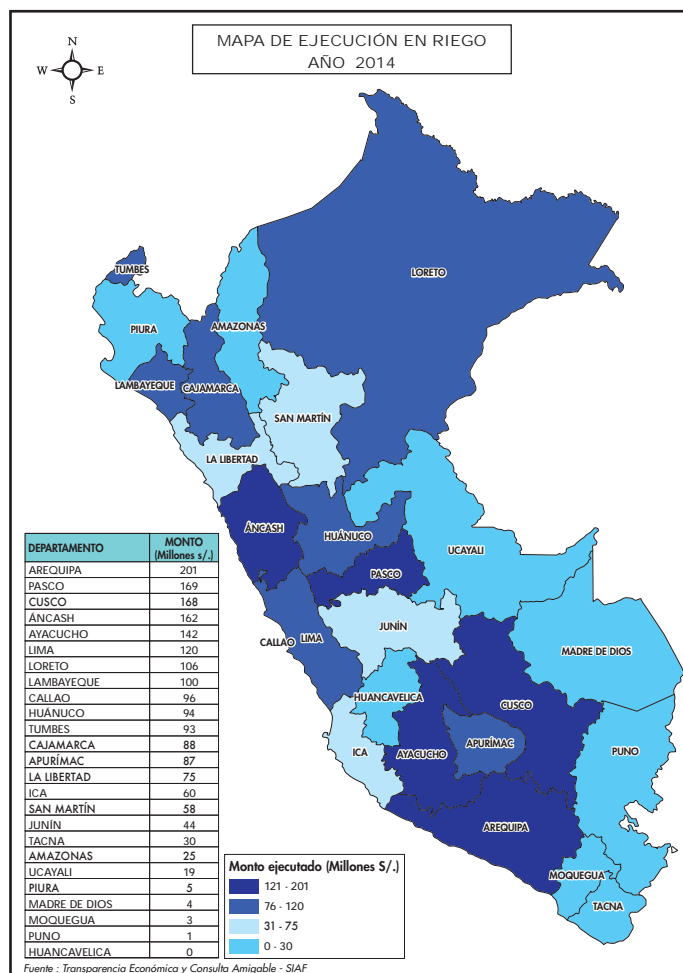 MAPA DE EJECUCIÓN EN RIEGO
AÑO 2014
N
W
E
S
TUMBES
LORETO
PIURA
AMAZONAS
LAMBAYEQUE
CAJAMARCA
SAN MARTÍN
LA LIBERTAD
ÁNCASH
HUÁNUCO
UCAYALI
PASCO
JUNÍN
CALLAO
LIMA
MADRE DE DIOS
HUANCAVELICA
CUSCO
ICA
AYACUCHO
APURÍMAC
PUNO
AREQUIPA
MOQUEGUA
TACNA
DEPARTAMENTO MONTO
(Millones s/.)
AREQUIPA 201
PASCO 169
CUSCO 168
ÁNCASH 162
AYACUCHO 142
LIMA 120
LORETO 106
LAMBAYEQUE 100
CALLAO 96
HUÁNUCO 94
TUMBES 93
CAJAMARCA 88
APURÍMAC 87
LA LIBERTAD 75
ICA 60
SAN MARTÍN 58
JUNÍN 44
TACNA 30
AMAZONAS 25
UCAYALI 19
PIURA 5
MADRE DE DIOS 4
MOQUEGUA 3
PUNO 1
HUANCAVELICA 0
Monto ejecutado (Millones S/.)
121 - 201
76 - 120
31 - 75
0 - 30
Fuente : Transparencia Económica y Consulta Amigable - SIAF